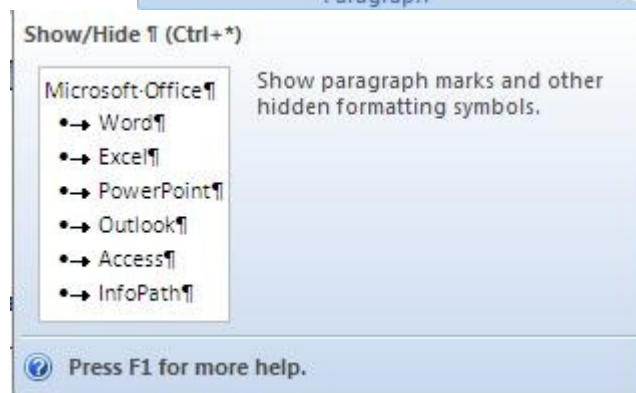 Paragraph
Show/Hide ¶ (Ctrl+*)
Microsoft·Office¶
•→ Word¶
•→ Excel¶
•→ PowerPoint¶
•→ Outlook¶
•→ Access¶
•→ InfoPath¶
Show paragraph marks and other
hidden formatting symbols.
Press F1 for more help.